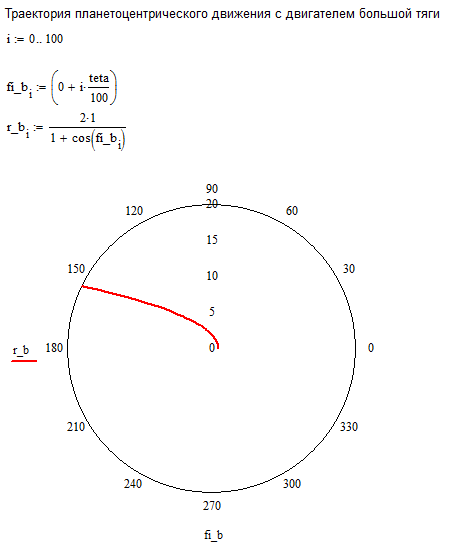 Траектория планетоцентрического движения с двигателем большой тяги
i := 0.. 100
fi_b_i := (0 + i·teta/100)
r_b_i := 2·1/(1 + cos(fi_b_i))
90
120 20 60
15
150 10 30
5
r_b 180 0 0
210 330
240 300
270
fi_b